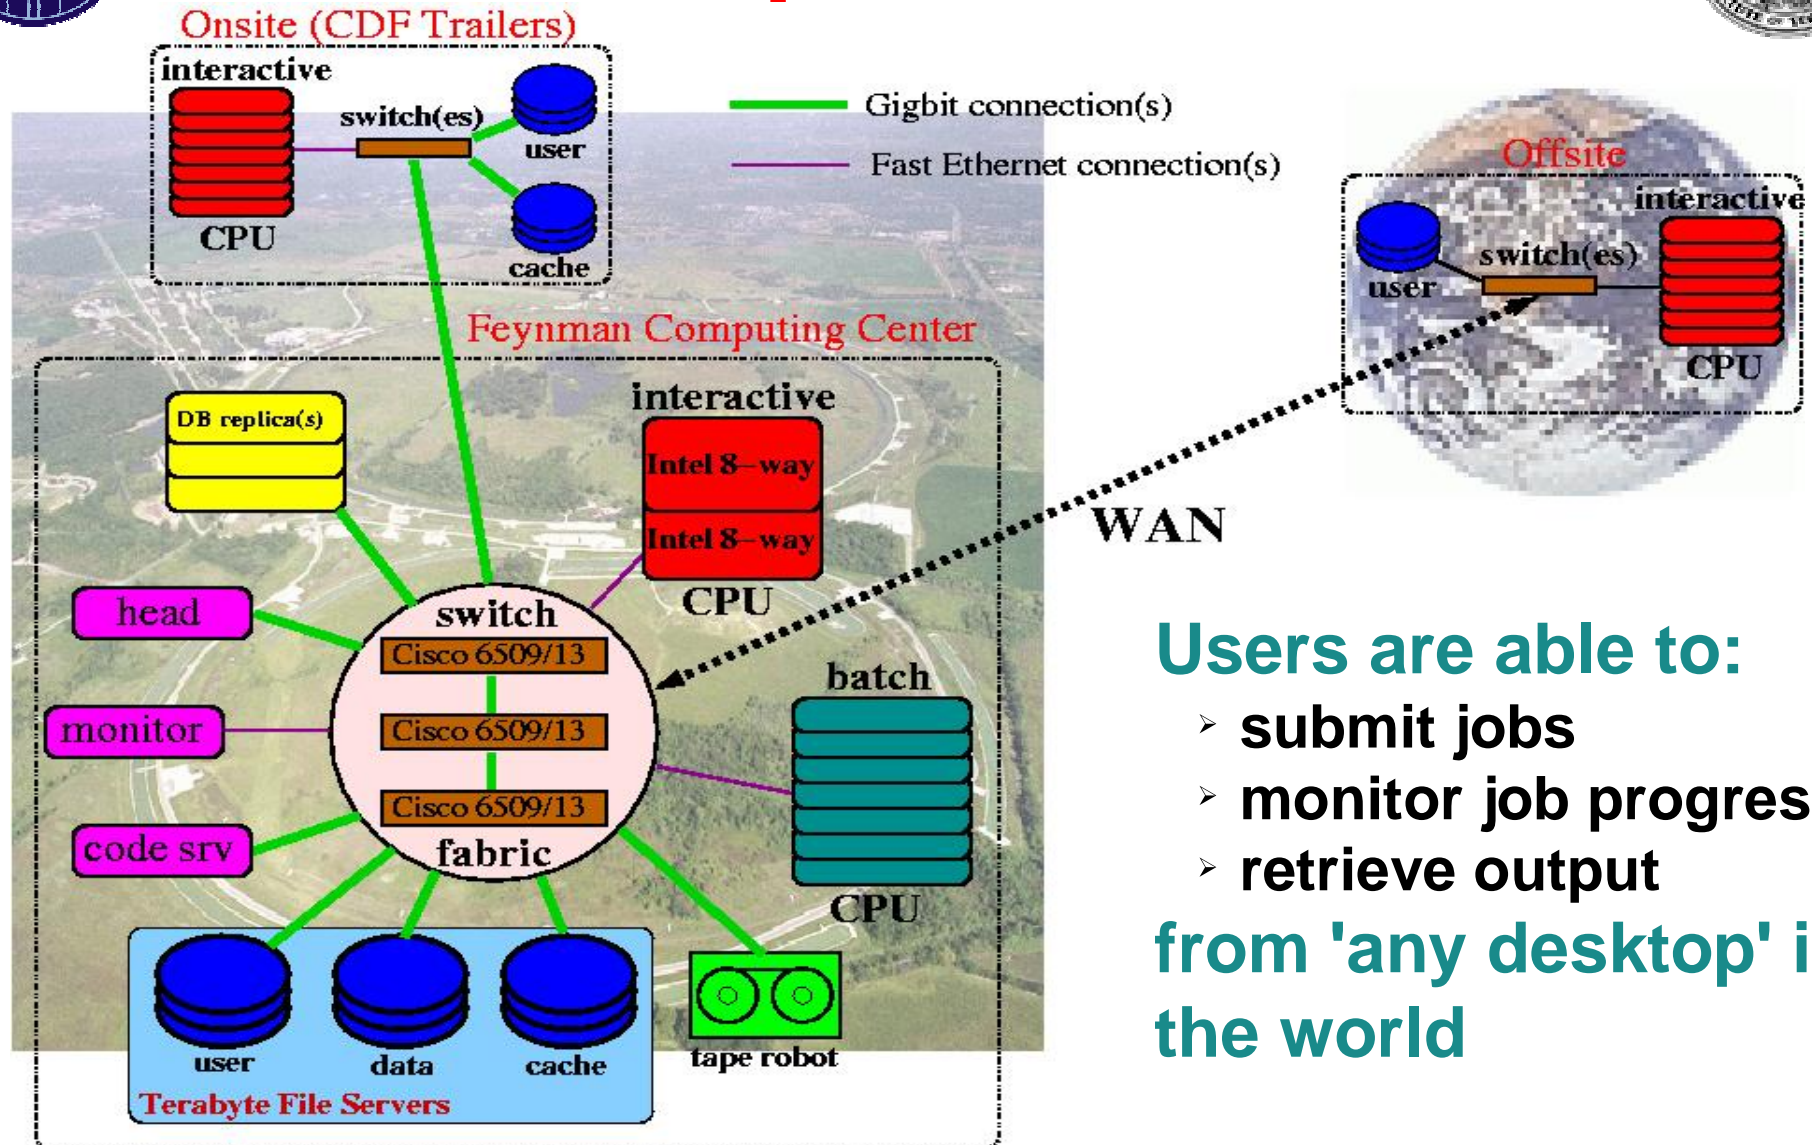 Onsite (CDF Trailers)
interactive
switch(es)
user
CPU
cache
Gigbit connection(s)
Fast Ethernet connection(s)
Offsite
interactive
switch(es)
user
CPU
Feynman Computing Center
DB replica(s)
interactive
Intel 8-way
Intel 8-way
CPU
WAN
head
switch
Cisco 6509/13
monitor
Cisco 6509/13
batch
code srv
Cisco 6509/13
fabric
CPU
user
data
cache
tape robot
Terabyte File Servers
Users are able to:
submit jobs
monitor job progres
retrieve output
from 'any desktop' i
the world